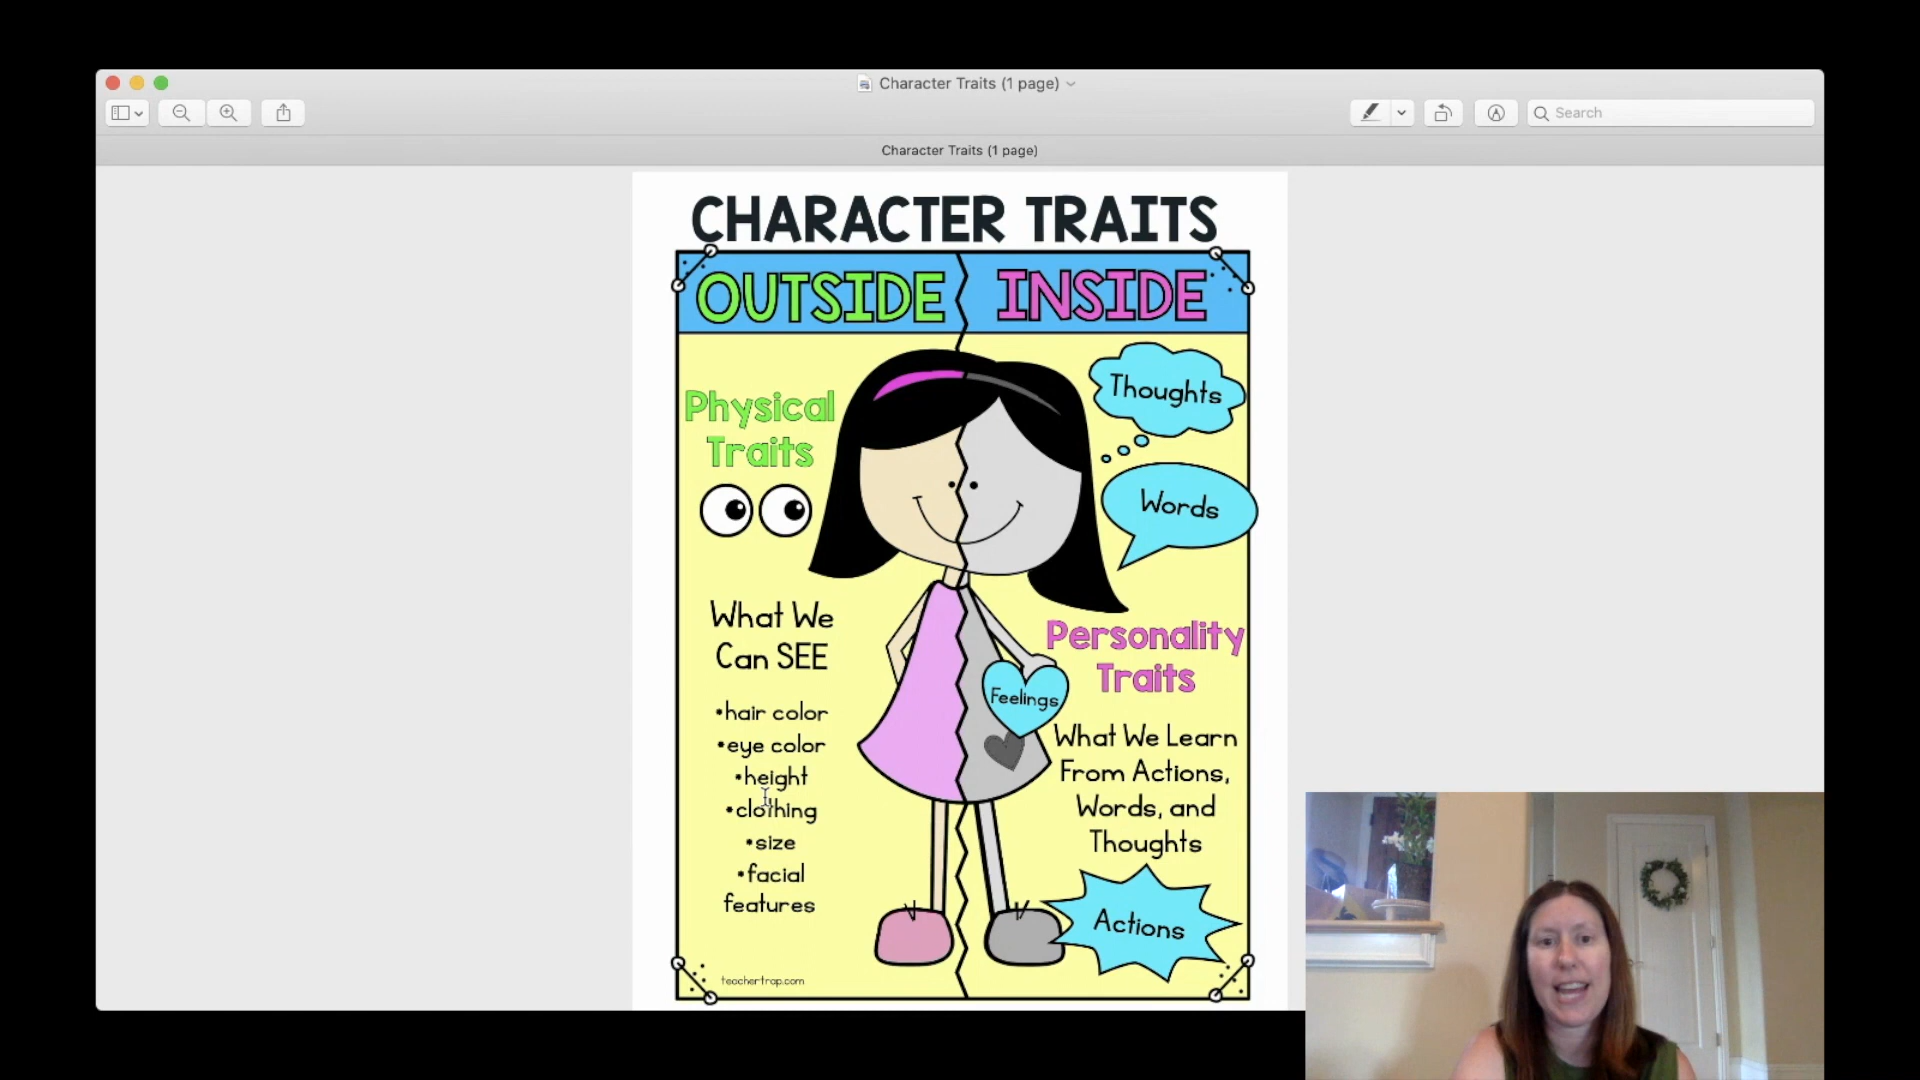 Character Traits (1 page)
Search
Character Traits (1 page)
CHARACTER TRAITS
OUTSIDE
INSIDE
Physical
Traits
What We
Can SEE
•hair color
•eye color
•height
•clothing
•size
•facial
features
teachertrap.com
Thoughts
Words
Personality
Traits
Feelings
What We Learn
From Actions,
Words, and
Thoughts
Actions